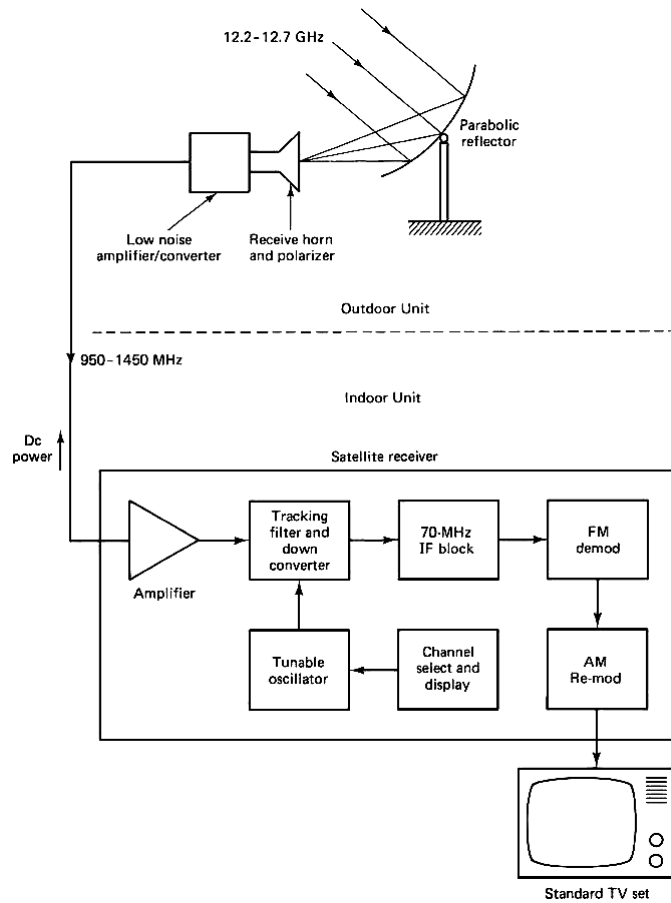 12.2-12.7 GHz
Parabolic
reflector
Low noise
amplifier/converter
Receive horn
and polarizer
Outdoor Unit
950-1450 MHz
Indoor Unit
Dc
power
Satellite receiver
Amplifier
Tracking
filter and
down
converter
70-MHz
IF block
FM
demod
Tunable
oscillator
Channel
select and
display
AM
Re-mod
Standard TV set